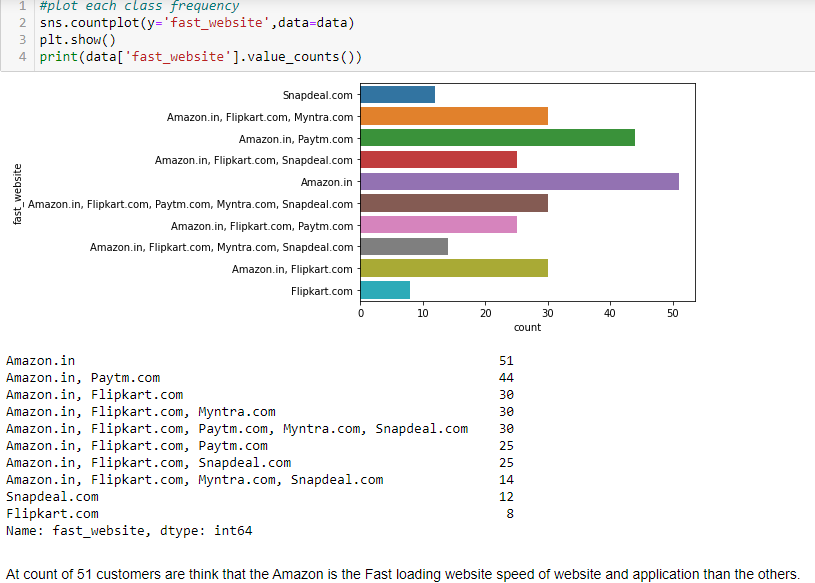 1 #plot each class frequency
2 sns.countplot(y='fast_website',data=data)
3 plt.show()
4 print(data['fast_website'].value_counts())
Snapdeal.com
Amazon.in, Flipkart.com, Myntra.com
Amazon.in, Paytm.com
Amazon.in, Flipkart.com, Snapdeal.com
Amazon.in
Amazon.in, Flipkart.com, Paytm.com, Myntra.com, Snapdeal.com
Amazon.in, Flipkart.com, Paytm.com
Amazon.in, Flipkart.com, Myntra.com, Snapdeal.com
Amazon.in, Flipkart.com
Flipkart.com
fast_website
0 10 20 30 40 50
count
Amazon.in 51
Amazon.in, Paytm.com 44
Amazon.in, Flipkart.com 30
Amazon.in, Flipkart.com, Myntra.com 30
Amazon.in, Flipkart.com, Paytm.com, Myntra.com, Snapdeal.com 30
Amazon.in, Flipkart.com, Paytm.com 25
Amazon.in, Flipkart.com, Snapdeal.com 25
Amazon.in, Flipkart.com, Myntra.com, Snapdeal.com 14
Snapdeal.com 12
Flipkart.com 8
Name: fast_website, dtype: int64
At count of 51 customers are think that the Amazon is the Fast loading website speed of website and application than the others.